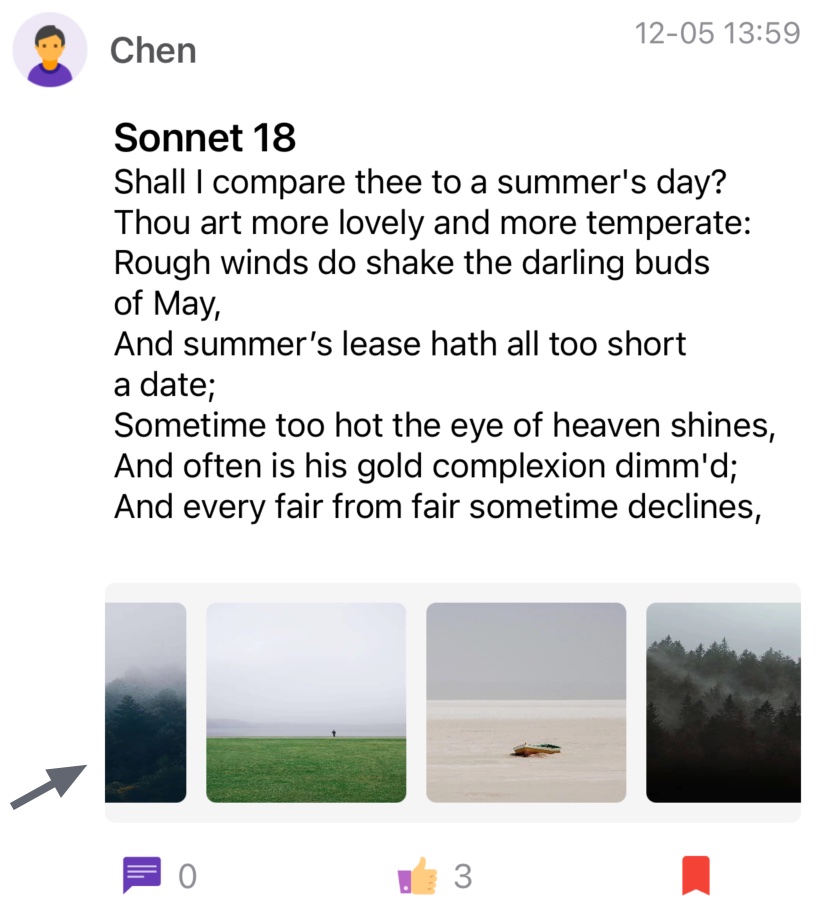 Chen
12-05 13:59
Sonnet 18
Shall I compare thee to a summer's day?
Thou art more lovely and more temperate:
Rough winds do shake the darling buds
of May,
And summer’s lease hath all too short
a date;
Sometime too hot the eye of heaven shines,
And often is his gold complexion dimm'd;
And every fair from fair sometime declines,
0
3